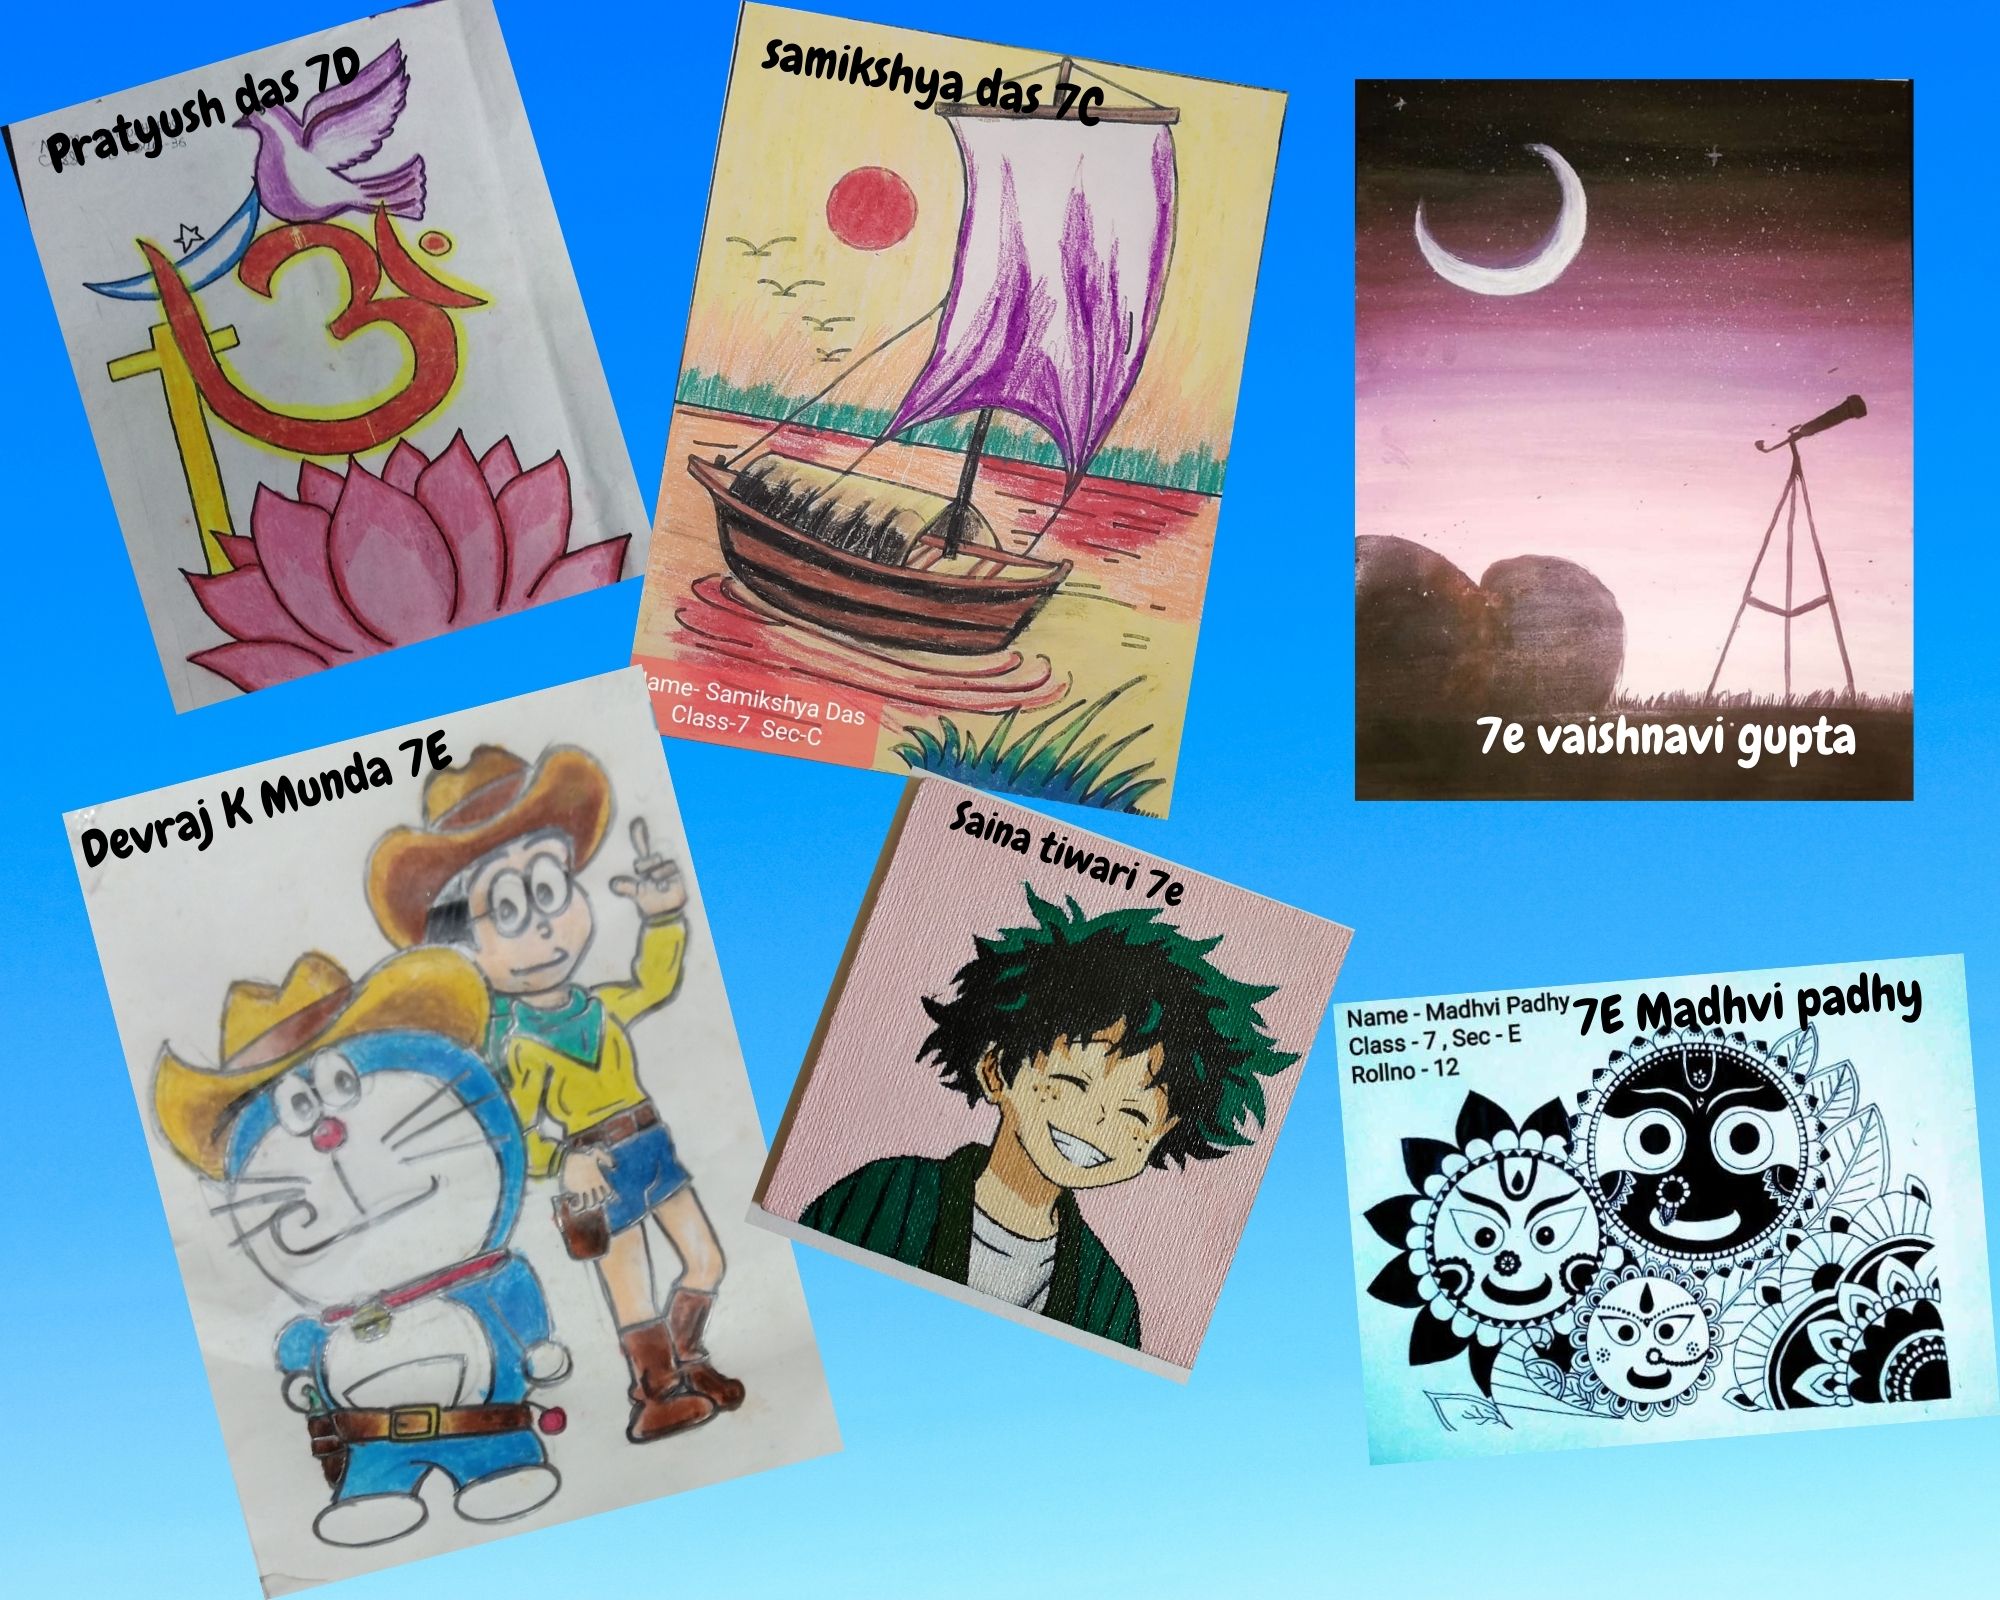 Pratyush das 7D
samikshya das 7C
Name- Samikshya Das
Class-7 Sec-C
7e vaishnavi gupta
Devraj K Munda 7E
Saina tiwari 7e
7E Madhvi padhy
Name - Madhvi Padhy
Class - 7 , Sec - E
Rollno - 12
ॐ